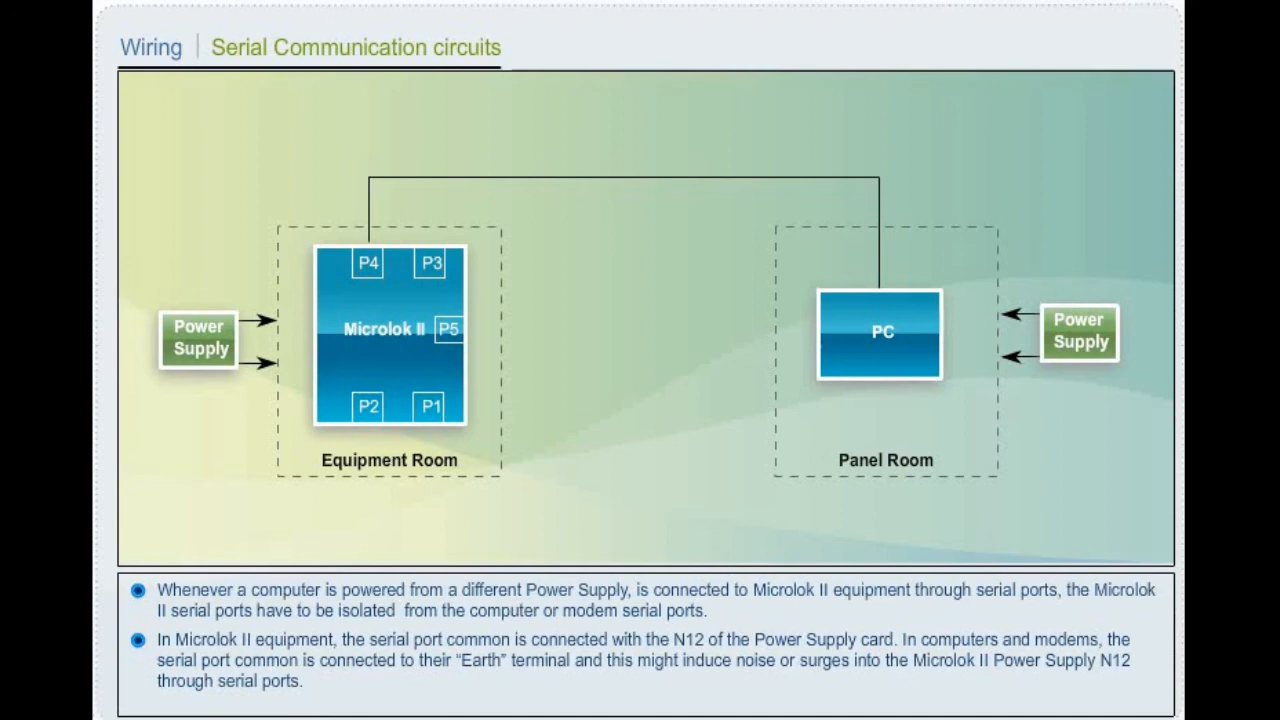 Wiring | Serial Communication circuits
P4 P3
Power Supply
Microlok II P5
PC
Power Supply
P2 P1
Equipment Room
Panel Room
Whenever a computer is powered from a different Power Supply, is connected to Microlok II equipment through serial ports, the Microlok
II serial ports have to be isolated from the computer or modem serial ports.
In Microlok II equipment, the serial port common is connected with the N12 of the Power Supply card. In computers and modems, the
serial port common is connected to their “Earth” terminal and this might induce noise or surges into the Microlok II Power Supply N12
through serial ports.